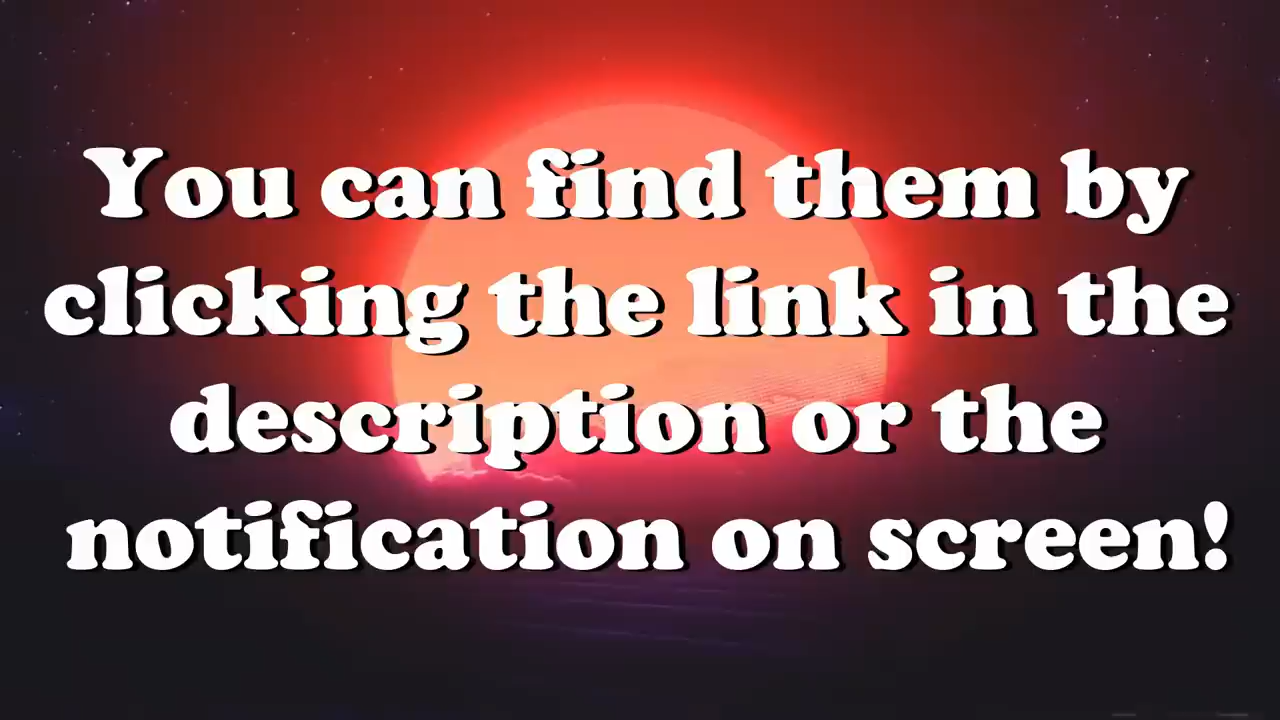 You can find them by
clicking the link in the
description or the
notification on screen!